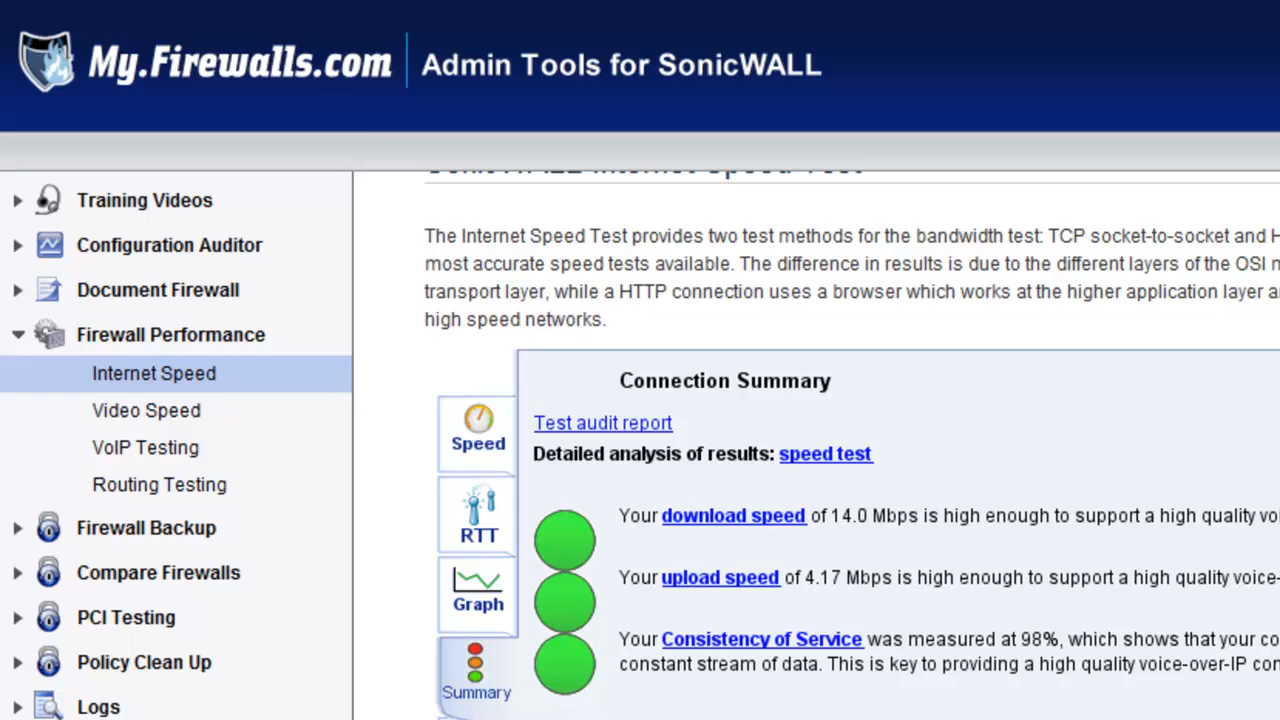 My.Firewalls.com
Admin Tools for SonicWALL
Training Videos
Configuration Auditor
Document Firewall
Firewall Performance
Internet Speed
Video Speed
VoIP Testing
Routing Testing
Firewall Backup
Compare Firewalls
PCI Testing
Policy Clean Up
Logs
SonicWALL Internet Speed Test
The Internet Speed Test provides two test methods for the bandwidth test: TCP socket-to-socket and H
most accurate speed tests available. The difference in results is due to the different layers of the OSI m
transport layer, while a HTTP connection uses a browser which works at the higher application layer a
high speed networks.
Speed
RTT
Graph
Summary
Connection Summary
Test audit report
Detailed analysis of results: speed test
Your download speed of 14.0 Mbps is high enough to support a high quality vo
Your upload speed of 4.17 Mbps is high enough to support a high quality voice-
Your Consistency of Service was measured at 98%, which shows that your co
constant stream of data. This is key to providing a high quality voice-over-IP con